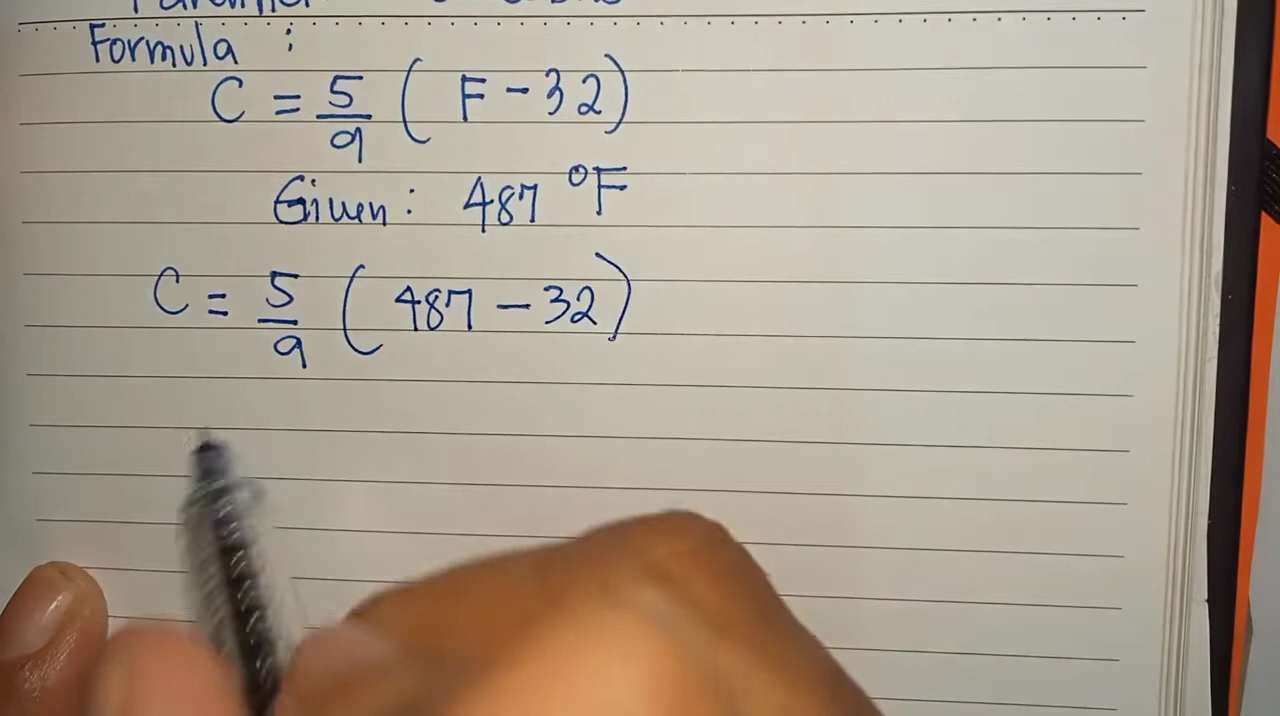 Formula :
C = 5/9 ( F - 32)
Given : 487 °F
C = 5/9 ( 487 - 32)